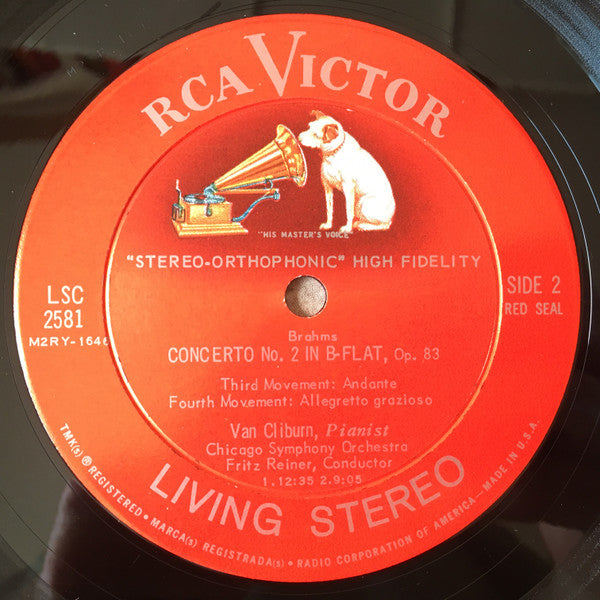 RCA VICTOR
"HIS MASTER'S VOICE"
"STEREO-ORTHOPHONIC" HIGH FIDELITY
LSC
2581
M2RY-1646
SIDE 2
RED SEAL
Brahms
CONCERTO No. 2 IN B-FLAT, Op. 83
Third Movement: Andante
Fourth Movement: Allegretto grazioso
Van Cliburn, Pianist
Chicago Symphony Orchestra
Fritz Reiner, Conductor
1. 12:35 2. 9:05
LIVING STEREO
TMK(s) ® REGISTERED • MARCA(s) REGISTRADA(s) • RADIO CORPORATION OF AMERICA—MADE IN U.S.A.